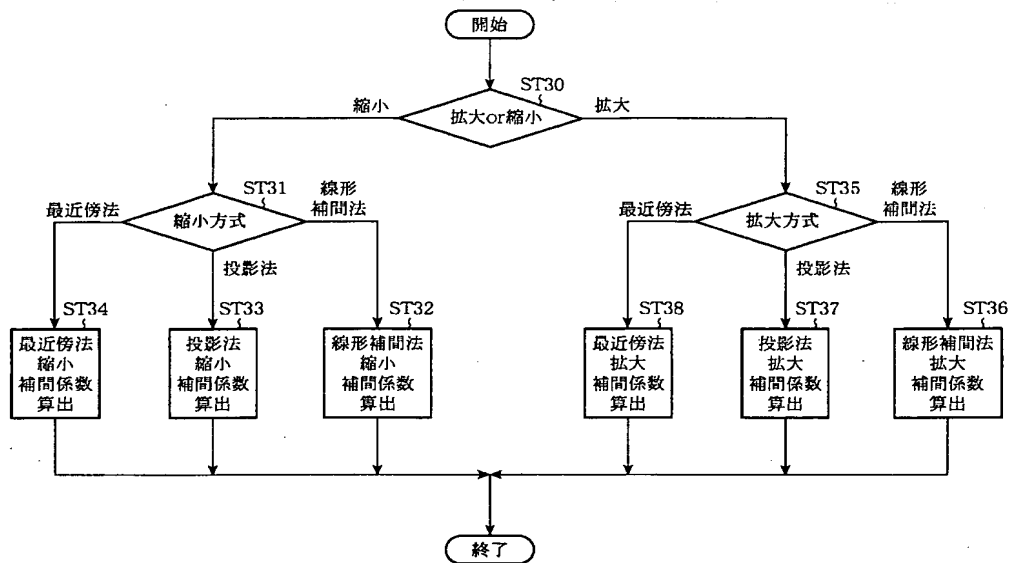 開始
ST30
縮小
拡大or縮小
拡大
ST31
最近傍法
縮小方式
線形
補間法
投影法
ST35
最近傍法
拡大方式
線形
補間法
投影法
ST34
最近傍法
縮小
補間係数
算出
ST33
投影法
縮小
補間係数
算出
ST32
線形補間法
縮小
補間係数
算出
ST38
最近傍法
拡大
補間係数
算出
ST37
投影法
拡大
補間係数
算出
ST36
線形補間法
拡大
補間係数
算出
終了